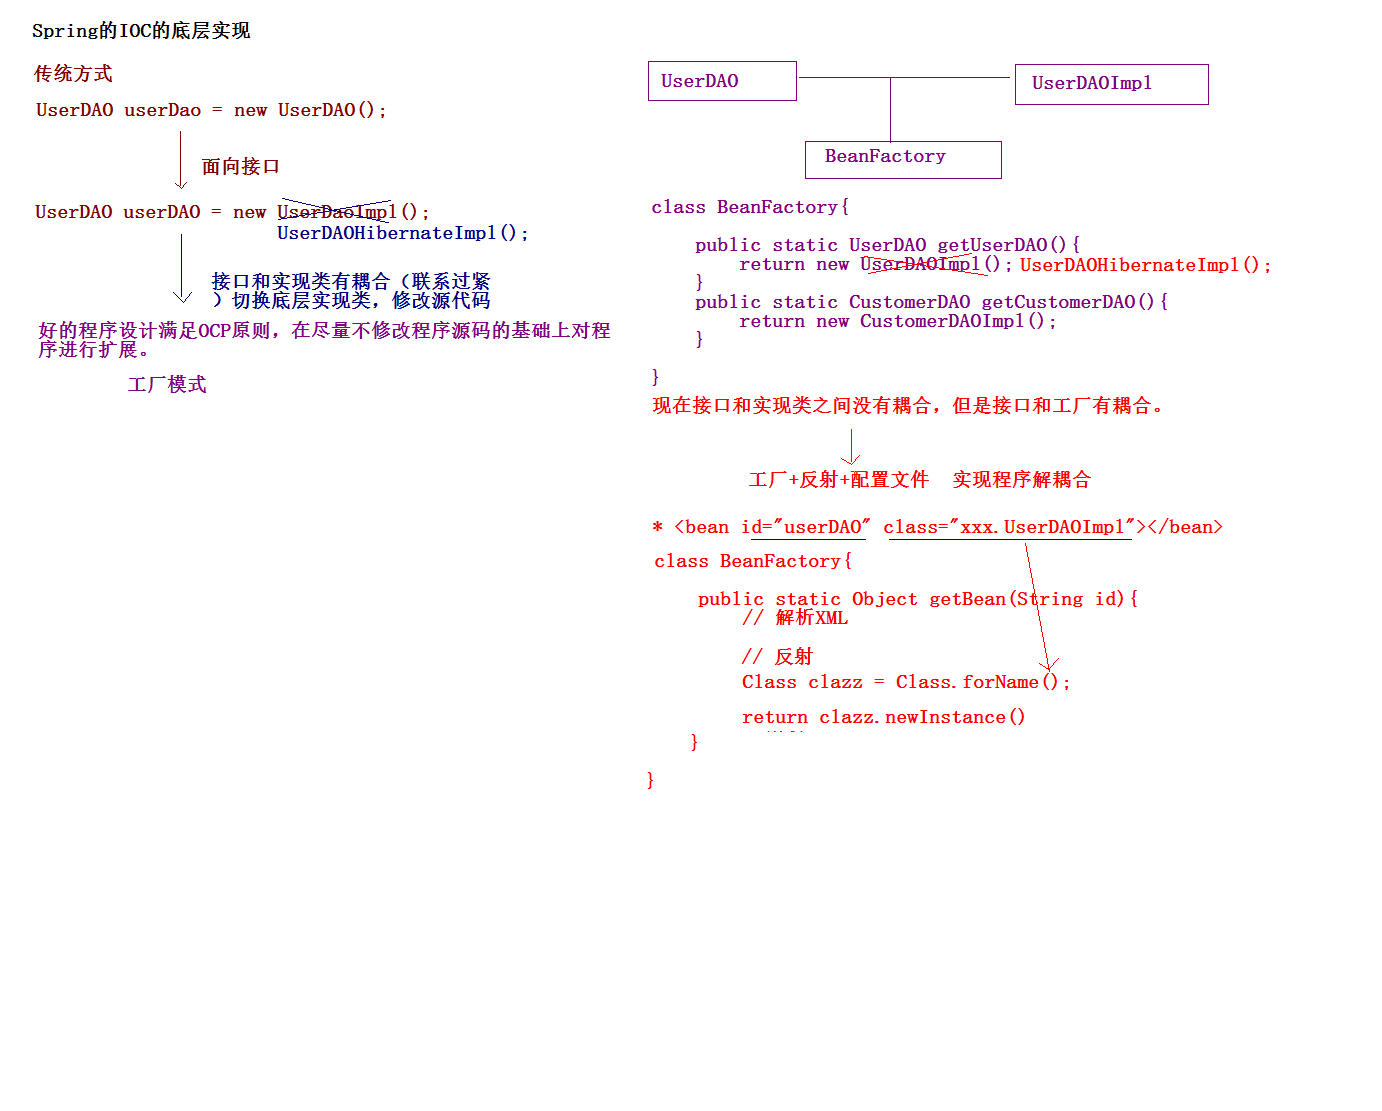 Spring的IOC的底层实现
传统方式
UserDAO userDao = new UserDAO();
面向接口
UserDAO userDAO = new UserDaoImpl();
UserDAOHibernateImpl();
接口和实现类有耦合（联系过紧
）切换底层实现类，修改源代码
好的程序设计满足OCP原则，在尽量不修改程序源码的基础上对程
序进行扩展。
工厂模式
UserDAO
UserDAOImpl
BeanFactory
class BeanFactory{
public static UserDAO getUserDAO(){
return new UserDAOImpl(); UserDAOHibernateImpl();
}
public static CustomerDAO getCustomerDAO(){
return new CustomerDAOImpl();
}
}
现在接口和实现类之间没有耦合，但是接口和工厂有耦合。
工厂+反射+配置文件 实现程序解耦合
* <bean id="userDAO" class="xxx.UserDAOImpl"></bean>
class BeanFactory{
public static Object getBean(String id){
// 解析XML
// 反射
Class clazz = Class.forName();
return clazz.newInstance()
}
}